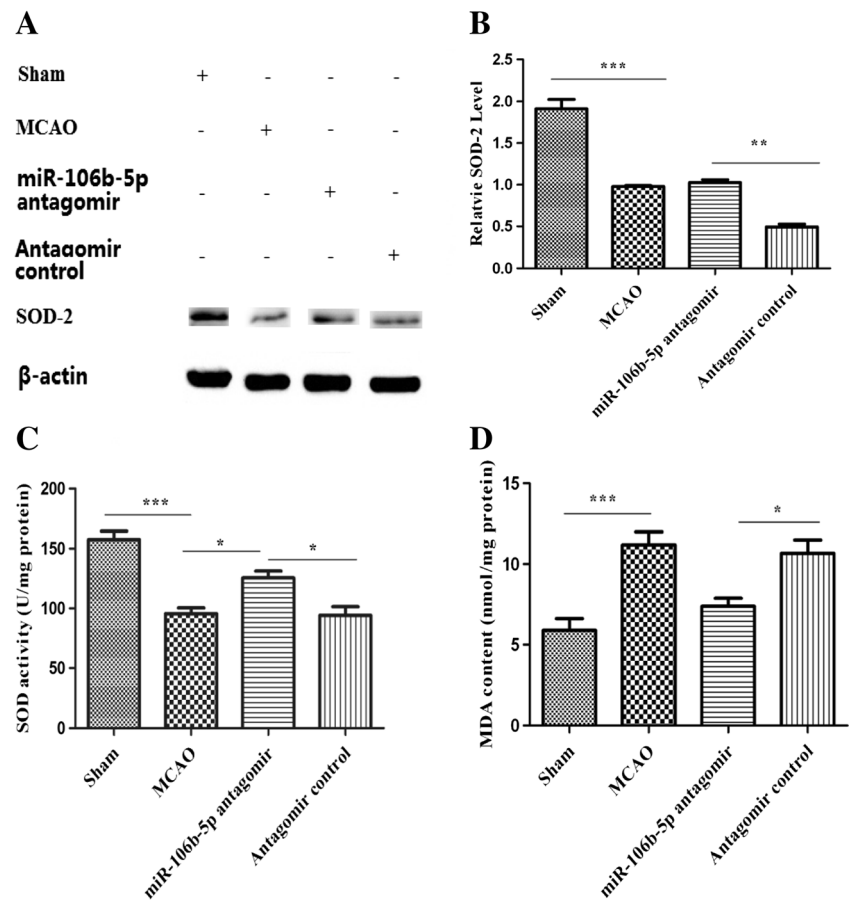 A
Sham + - - -
MCAO - + - -
miR-106b-5p
antagomir - - + -
Antagomir
control - - - +
SOD-2
β-actin
B
Relatvie SOD-2 Level
2.5
2.0
1.5
1.0
0.5
0.0
***
**
Sham
MCAO
miR-106b-5p antagomir
Antagomir control
C
SOD activity (U/mg protein)
200
150
100
50
0
***
*
*
Sham
MCAO
miR-106b-5p antagomir
Antagomir control
D
MDA content (nmol/mg protein)
15
10
5
0
***
*
Sham
MCAO
miR-106b-5p antagomir
Antagomir control